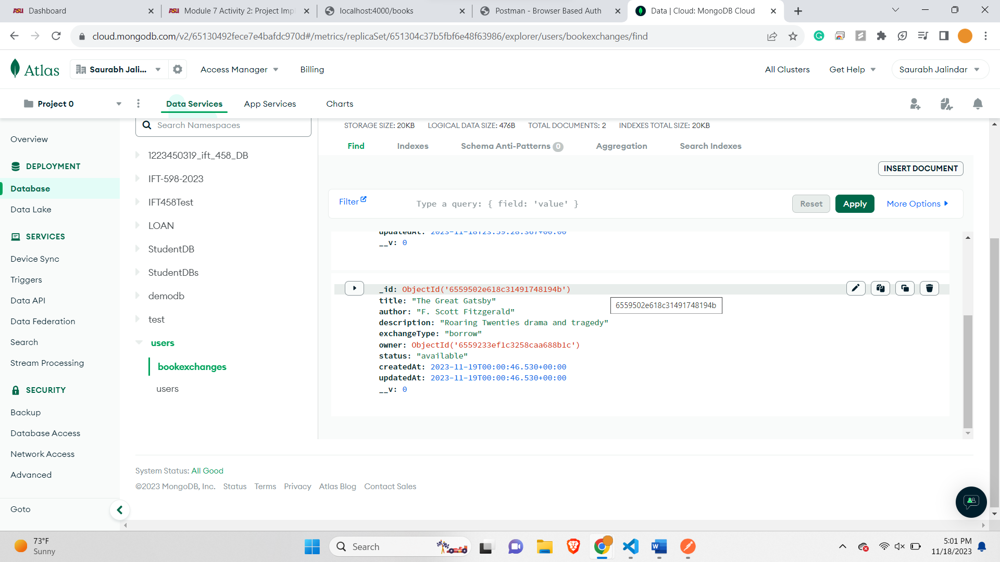 Dashboard
Module 7 Activity 2: Project Impl
localhost:4000/books
Postman - Browser Based Auth
Data | Cloud: MongoDB Cloud
cloud.mongodb.com/v2/65130492fece7e4bafdc970d#/metrics/replicaSet/651304c37b5fbf6e48f63986/explorer/users/bookexchanges/find
Atlas
Saurabh Jali...
Access Manager
Billing
All Clusters
Get Help
Saurabh Jalindar
Project 0
Data Services
App Services
Charts
Overview
DEPLOYMENT
Database
Data Lake
SERVICES
Device Sync
Triggers
Data API
Data Federation
Search
Stream Processing
SECURITY
Backup
Database Access
Network Access
Advanced
Goto
Search Namespaces
1223450319_ift_458_DB
IFT-598-2023
IFT458Test
LOAN
StudentDB
StudentDBs
demodb
test
users
bookexchanges
users
STORAGE SIZE: 20KB LOGICAL DATA SIZE: 476B TOTAL DOCUMENTS: 2 INDEXES TOTAL SIZE: 20KB
Find
Indexes
Schema Anti-Patterns 0
Aggregation
Search Indexes
INSERT DOCUMENT
Filter
Type a query: { field: 'value' }
Reset
Apply
More Options
updatedAt: 2023-11-18T23:59:28.367+00:00
__v: 0
_id: ObjectId('6559502e618c31491748194b')
title: "The Great Gatsby"
6559502e618c31491748194b
author: "F. Scott Fitzgerald"
description: "Roaring Twenties drama and tragedy"
exchangeType: "borrow"
owner: ObjectId('6559233ef1c3258caa688b1c')
status: "available"
createdAt: 2023-11-19T00:00:46.530+00:00
updatedAt: 2023-11-19T00:00:46.530+00:00
__v: 0
System Status: All Good
©2023 MongoDB, Inc. Status Terms Privacy Atlas Blog Contact Sales
73°F
Sunny
Search
5:01 PM
11/18/2023